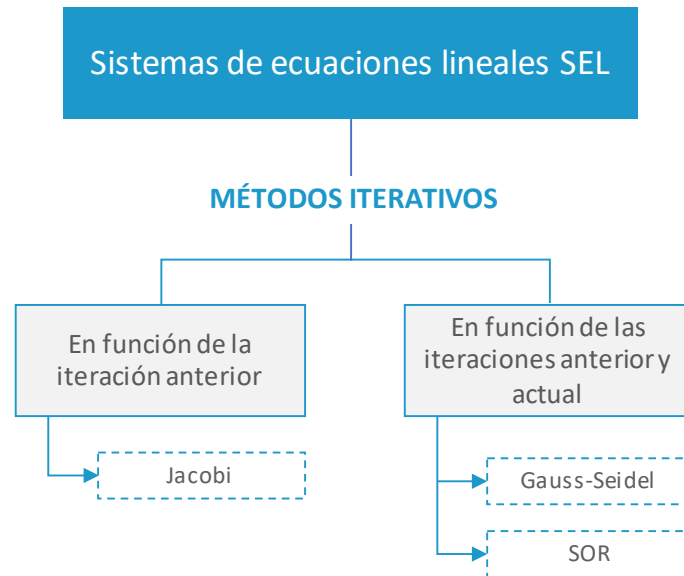 Sistemas de ecuaciones lineales SEL
MÉTODOS ITERATIVOS
En función de la
iteración anterior
Jacobi
En función de las
iteraciones anterior y
actual
Gauss-Seidel
SOR